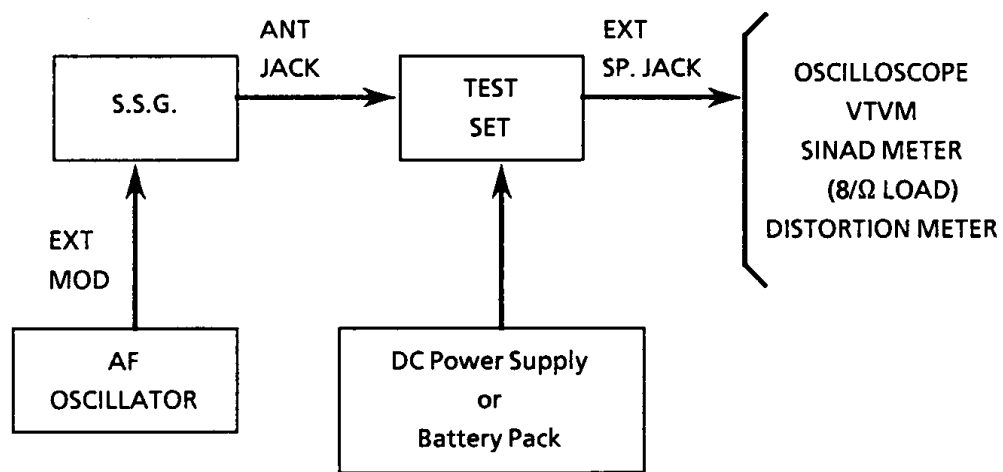 ANT
JACK
S.S.G.
TEST
SET
EXT
SP. JACK
OSCILLOSCOPE
VTVM
SINAD METER
(8/Ω LOAD)
DISTORTION METER
EXT
MOD
AF
OSCILLATOR
DC Power Supply
or
Battery Pack